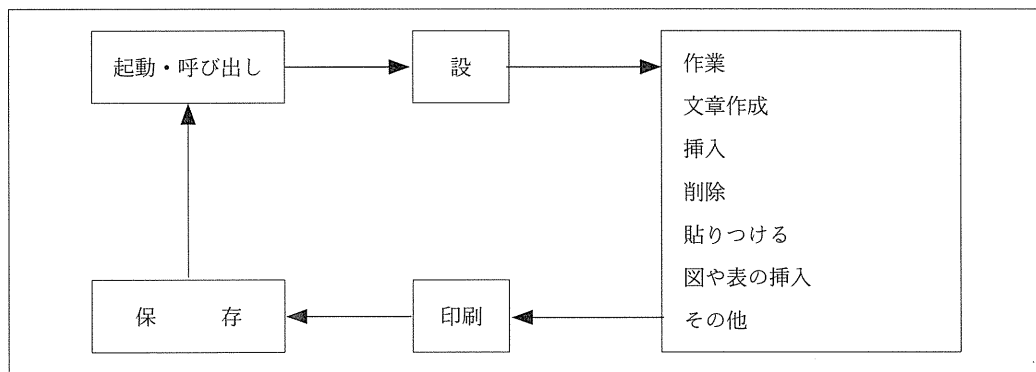 起動・呼び出し
設
作業
文章作成
挿入
削除
貼りつける
図や表の挿入
その他
印刷
保 存